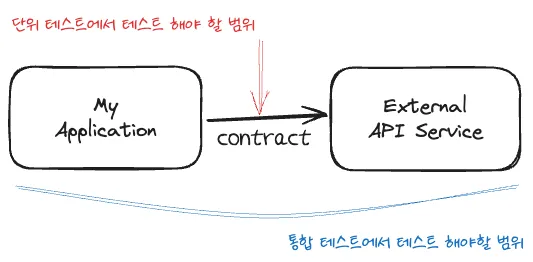 단위 테스트에서 테스트 해야 할 범위
My
Application
contract
External
API Service
통합 테스트에서 테스트 해야할 범위